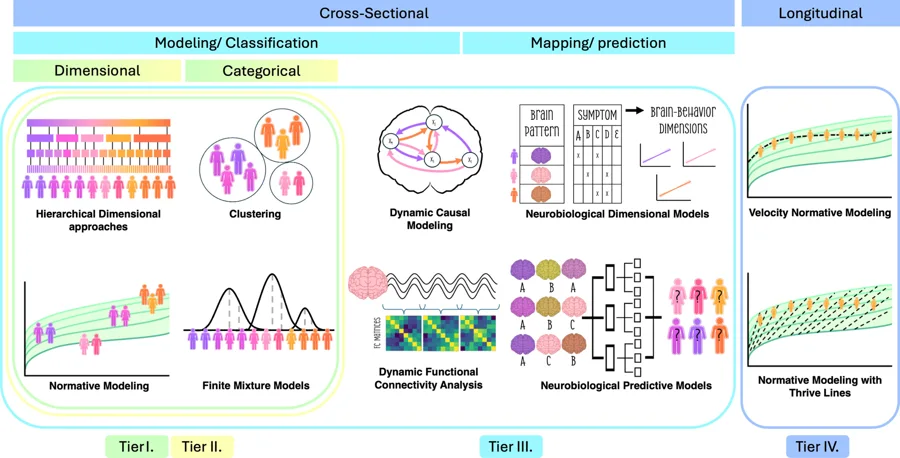 Cross-Sectional
Longitudinal
Modeling/ Classification
Mapping/ prediction
Dimensional
Categorical
Hierarchical Dimensional
approaches
Clustering
Dynamic Causal
Modeling
BRAIN
PATTERN
SYMPTOM
A B C D E
X X
X
X X
BRAIN-BEHAVIOR
DIMENSIONS
Neurobiological Dimensional Models
Velocity Normative Modeling
Normative Modeling
Finite Mixture Models
FC MATRICES
Dynamic Functional
Connectivity Analysis
A B A
A B C
A C B
? ? ?
? ? ?
Neurobiological Predictive Models
Normative Modeling with
Thrive Lines
Tier I.
Tier II.
Tier III.
Tier IV.